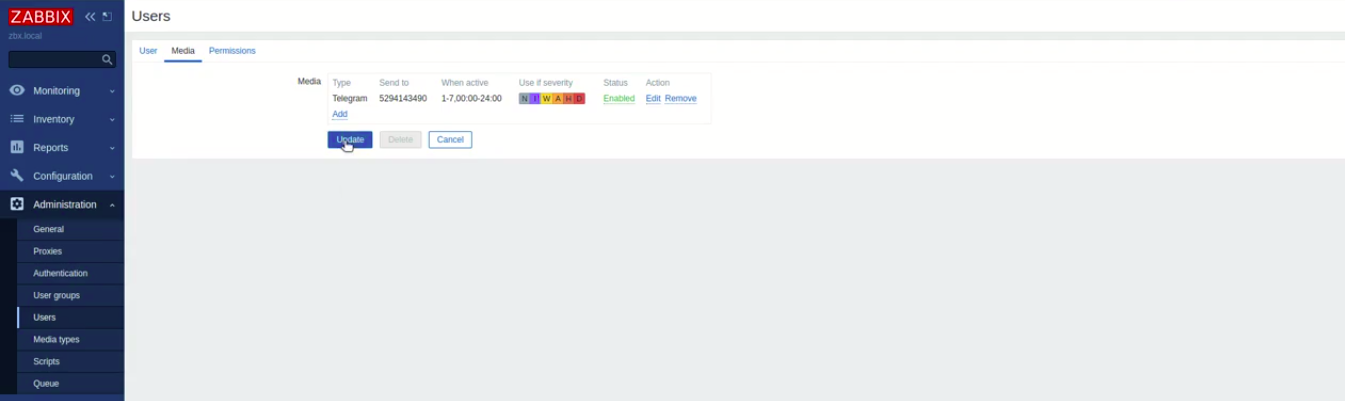 ZABBIX
zbx.local
Monitoring
Inventory
Reports
Configuration
Administration
General
Proxies
Authentication
User groups
Users
Media types
Scripts
Queue
Users
User Media Permissions
Media Type Send to When active Use if severity Status Action
Telegram 5294143490 1-7,00:00-24:00 N I W A H D Enabled Edit Remove
Add
Update Delete Cancel